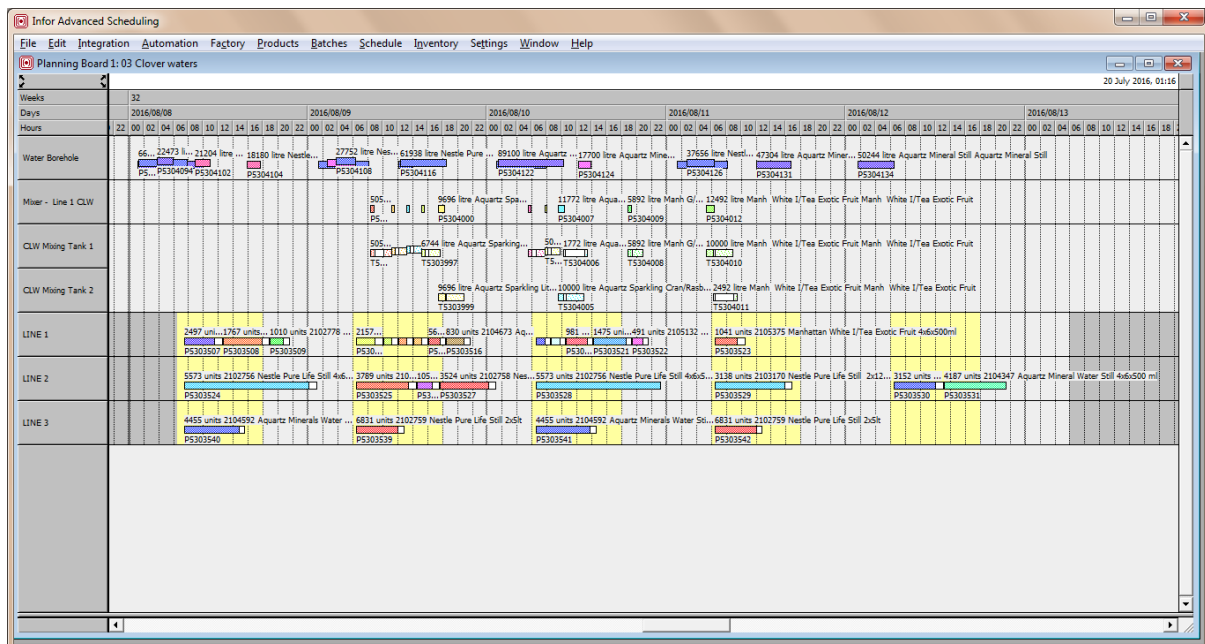 Infor Advanced Scheduling
File Edit Integration Automation Factory Products Batches Schedule Inventory Settings Window Help
Planning Board 1: 03 Clover waters
20 July 2016, 01:16
Weeks 32
Days 2016/08/08 2016/08/09 2016/08/10 2016/08/11 2016/08/12 2016/08/13
Hours 22 00 02 04 06 08 10 12 14 16 18 20 22 00 02 04 06 08 10 12 14 16 18 20 22 00 02 04 06 08 10 12 14 16 18 20 22 00 02 04 06 08 10 12 14 16 18 20 22 00 02 04 06 08 10 12 14 16 18 20 22 00 02 04 06 08 10 12 14 16 18
66... 22473 li... 21204 litre ... 18180 litre Nestle... 27752 litre Nes... 61938 litre Nestle Pure ... 89100 litre Aquartz ... 17700 litre Aquartz Mine... 37656 litre Nestl... 47304 litre Aquartz Miner... 50244 litre Aquartz Mineral Still Aquartz Mineral Still
Water Borehole
P5... P5304094 P5304102 P5304104 P5304108 P5304116 P5304122 P5304124 P5304126 P5304131 P5304134
505... 9696 litre Aquartz Spa... 11772 litre Aqua... 5892 litre Manh G/... 12492 litre Manh White I/Tea Exotic Fruit Manh White I/Tea Exotic Fruit
Mixer - Line 1 CLW
P5... P5304000 P5304007 P5304009 P5304012
505... 6744 litre Aquartz Sparking... 50... 1772 litre Aqua... 5892 litre Manh G/... 10000 litre Manh White I/Tea Exotic Fruit Manh White I/Tea Exotic Fruit
CLW Mixing Tank 1
T5... T5303997 T5... T5304006 T5304008 T5304010
9696 litre Aquartz Sparkling Lit... 10000 litre Aquartz Sparkling Cran/Rasb... 2492 litre Manh White I/Tea Exotic Fruit Manh White I/Tea Exotic Fruit
CLW Mixing Tank 2
T5303999 T5304005 T5304011
2497 uni... 1767 units... 1010 units 2102778 ... 2157... 56... 830 units 2104673 Aq... 981 ... 1475 uni... 491 units 2105132 ... 1041 units 2105375 Manhattan White I/Tea Exotic Fruit 4x6x500ml
LINE 1
P5303507 P5303508 P5303509 P530... P5... P5303516 P530... P5303521 P5303522 P5303523
5573 units 2102756 Nestle Pure Life Still 4x6... 3789 units 210... 105... 3524 units 2102758 Nes... 5573 units 2102756 Nestle Pure Life Still 4x6x5... 3138 units 2103170 Nestle Pure Life Still 2x12... 3152 units ... 4187 units 2104347 Aquartz Mineral Water Still 4x6x500 ml
LINE 2
P5303524 P5303525 P53... P5303527 P5303528 P5303529 P5303530 P5303531
4455 units 2104592 Aquartz Minerals Water ... 6831 units 2102759 Nestle Pure Life Still 2x5lt 4455 units 2104592 Aquartz Minerals Water Sti... 6831 units 2102759 Nestle Pure Life Still 2x5lt
LINE 3
P5303540 P5303539 P5303541 P5303542